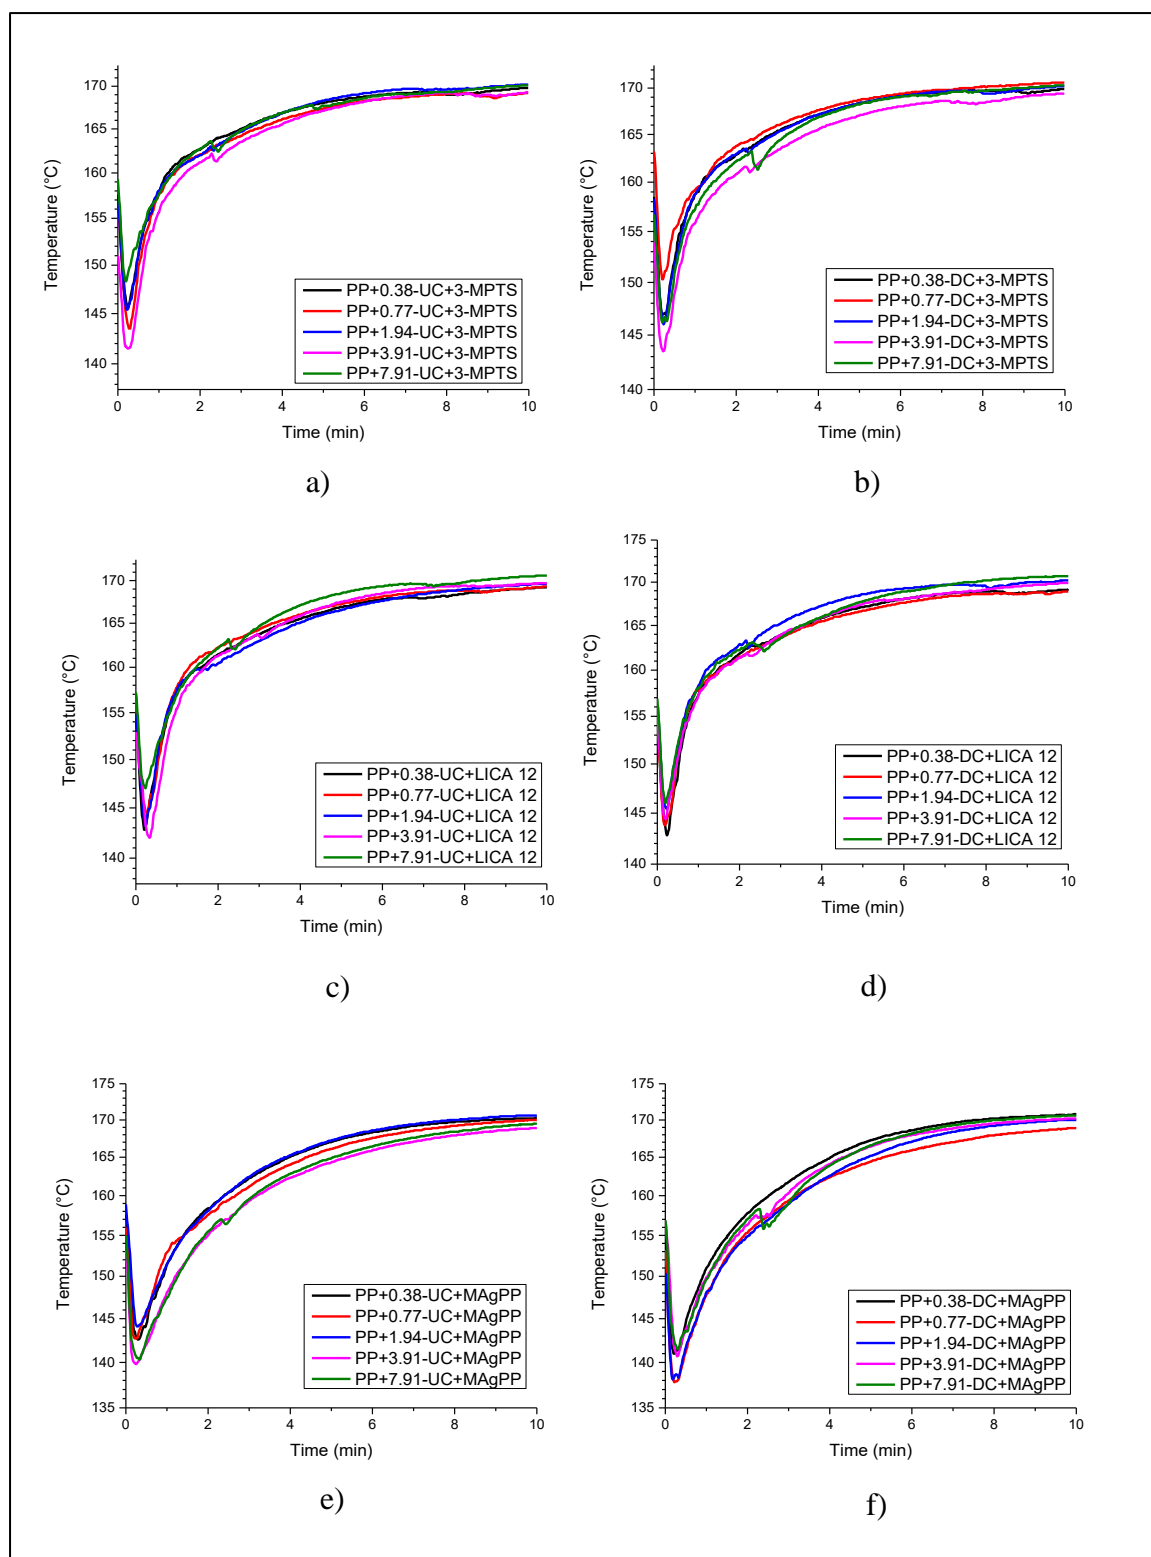 Temperature (°C)
170
165
160
155
150
145
140
0
2
4
6
8
10
Time (min)
PP+0.38-UC+3-MPTS
PP+0.77-UC+3-MPTS
PP+1.94-UC+3-MPTS
PP+3.91-UC+3-MPTS
PP+7.91-UC+3-MPTS
a)
Temperature (°C)
170
165
160
155
150
145
140
0
2
4
6
8
10
Time (min)
PP+0.38-DC+3-MPTS
PP+0.77-DC+3-MPTS
PP+1.94-DC+3-MPTS
PP+3.91-DC+3-MPTS
PP+7.91-DC+3-MPTS
b)
Temperature (°C)
170
165
160
155
150
145
140
0
2
4
6
8
10
Time (min)
PP+0.38-UC+LICA 12
PP+0.77-UC+LICA 12
PP+1.94-UC+LICA 12
PP+3.91-UC+LICA 12
PP+7.91-UC+LICA 12
c)
Temperature (°C)
175
170
165
160
155
150
145
140
0
2
4
6
8
10
Time (min)
PP+0.38-DC+LICA 12
PP+0.77-DC+LICA 12
PP+1.94-DC+LICA 12
PP+3.91-DC+LICA 12
PP+7.91-DC+LICA 12
d)
Temperature (°C)
175
170
165
160
155
150
145
140
135
0
2
4
6
8
10
Time (min)
PP+0.38-UC+MAgPP
PP+0.77-UC+MAgPP
PP+1.94-UC+MAgPP
PP+3.91-UC+MAgPP
PP+7.91-UC+MAgPP
e)
Temperature (°C)
175
170
165
160
155
150
145
140
135
0
2
4
6
8
10
Time (min)
PP+0.38-DC+MAgPP
PP+0.77-DC+MAgPP
PP+1.94-DC+MAgPP
PP+3.91-DC+MAgPP
PP+7.91-DC+MAgPP
f)